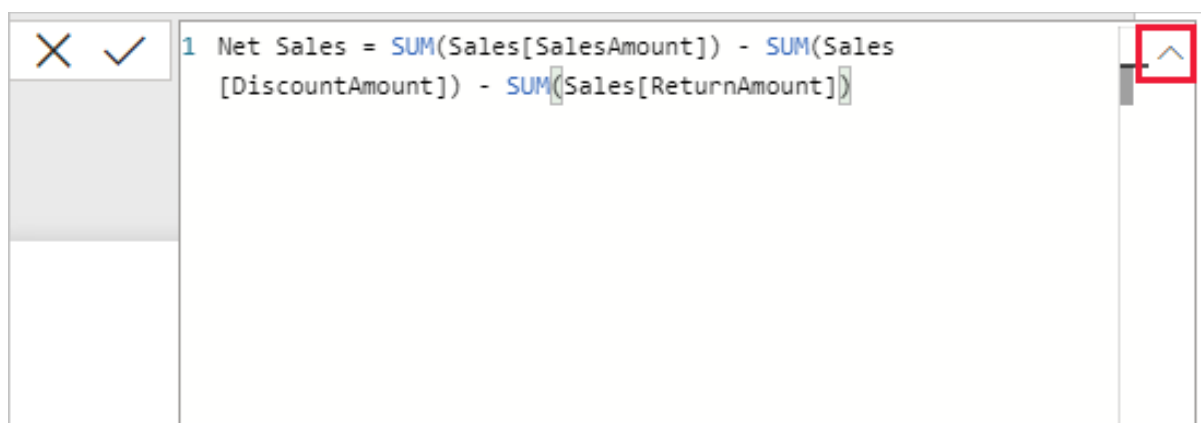 1 Net Sales = SUM(Sales[SalesAmount]) - SUM(Sales
[DiscountAmount]) - SUM(Sales[ReturnAmount])